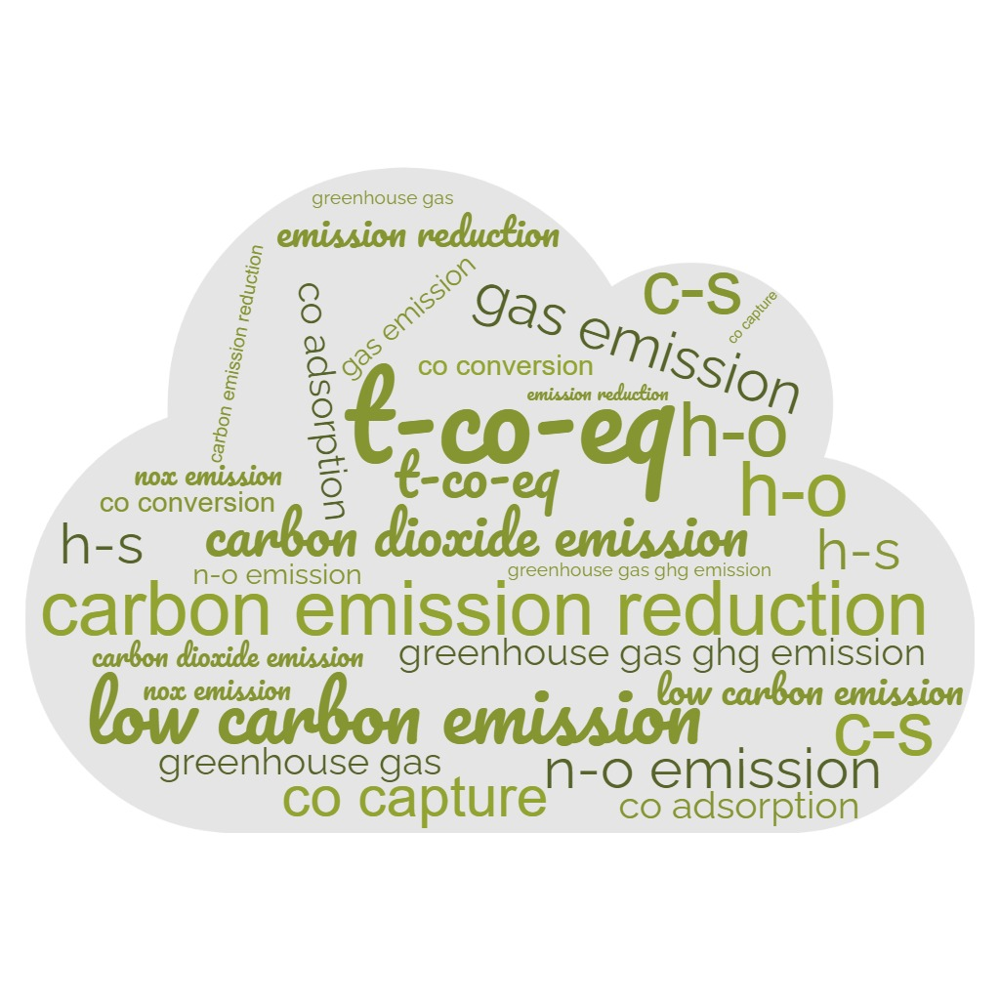 greenhouse gas
emission reduction
carbon emission reduction
co adsorption
gas emission
gas emission
c-s
co capture
co conversion
emission reduction
t-co-eq
h-o
t-co-eq
nox emission
co conversion
h-o
carbon dioxide emission
h-s
h-s
n-o emission
greenhouse gas ghg emission
carbon emission reduction
carbon dioxide emission
greenhouse gas ghg emission
nox emission
low carbon emission
low carbon emission
c-s
greenhouse gas
n-o emission
co capture
co adsorption